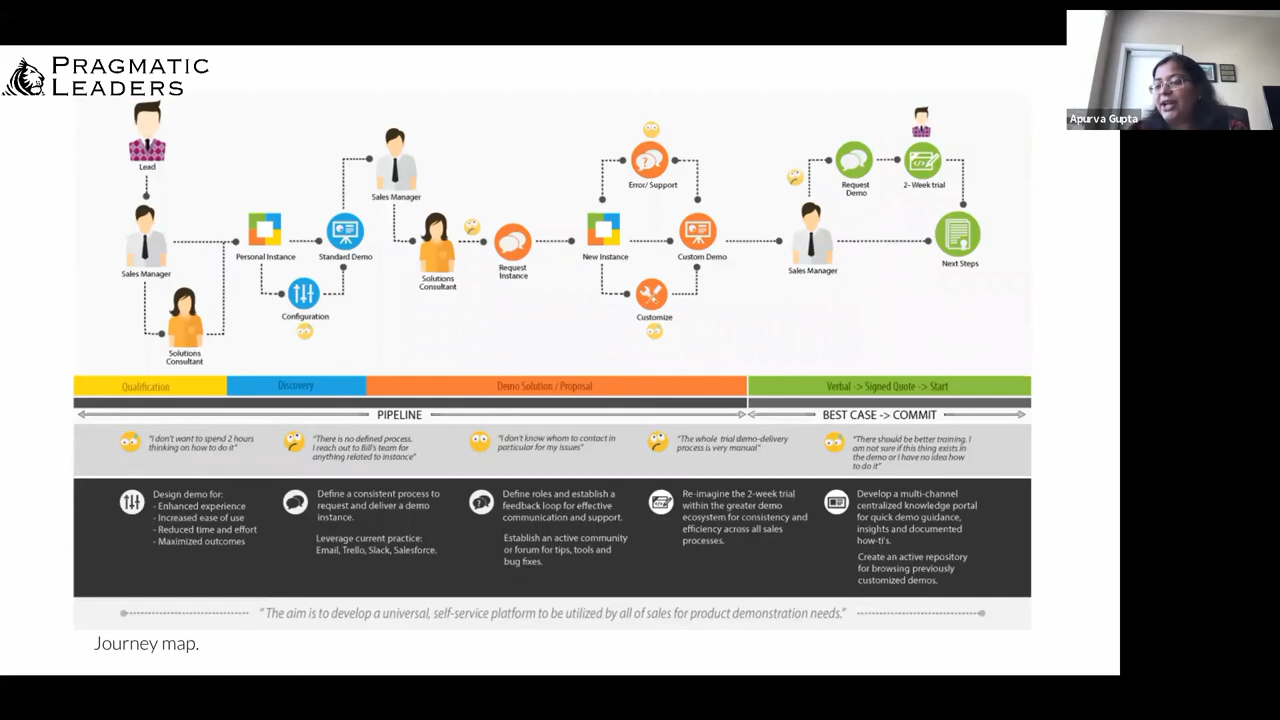 PRAGMATIC
LEADERS
Apurva Gupta
Lead
Sales Manager
Solutions
Consultant
Personal Instance
Standard Demo
Configuration
Sales Manager
Solutions
Consultant
Request
Instance
New Instance
Error/ Support
Custom Demo
Customize
Sales Manager
Request
Demo
2- Week trial
Next Steps
Qualification
Discovery
Demo Solution / Proposal
Verbal -> Signed Quote -> Start
PIPELINE
BEST CASE -> COMMIT
"I don't want to spend 2 hours
thinking on how to do it"
"There is no defined process.
I reach out to Bill's team for
anything related to instance"
"I don't know whom to contact in
particular for my issues"
"The whole trial demo-delivery
process is very manual"
"There should be better training. I
am not sure if this thing exists in
the demo or I have no idea how
to do it"
Design demo for:
- Enhanced experience
- Increased ease of use
- Reduced time and effort
- Maximized outcomes
Define a consistent process to
request and deliver a demo
instance.
Leverage current practice:
Email, Trello, Slack, Salesforce.
Define roles and establish a
feedback loop for effective
communication and support.
Establish an active community
or forum for tips, tools and
bug fixes.
Re-imagine the 2-week trial
within the greater demo
ecosystem for consistency and
efficiency across all sales
processes.
Develop a multi-channel
centralized knowledge portal
for quick demo guidance,
insights and documented
how-ti's.
Create an active repository
for browsing previously
customized demos.
"The aim is to develop a universal, self-service platform to be utilized by all of sales for product demonstration needs."
Journey map.